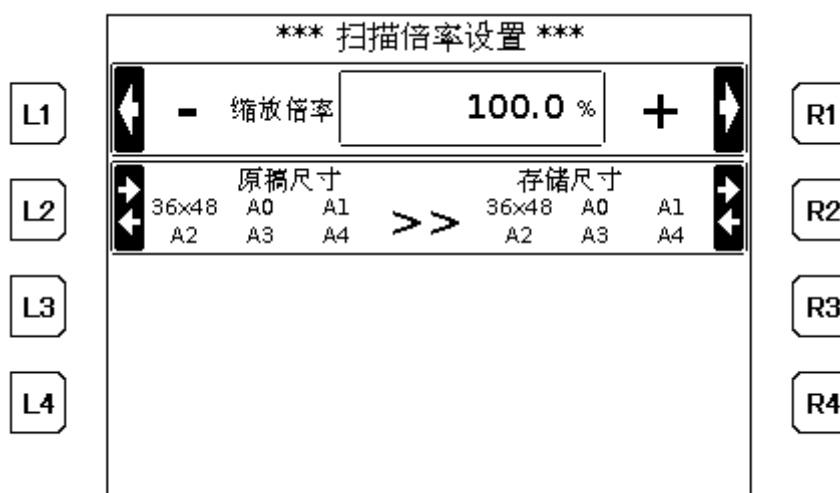 *** 扫描倍率设置 ***
L1 - 缩放倍率 100.0 % + R1
原稿尺寸 存储尺寸
L2 36x48 A0 A1 >> 36x48 A0 A1 R2
A2 A3 A4 A2 A3 A4
L3 R3
L4 R4